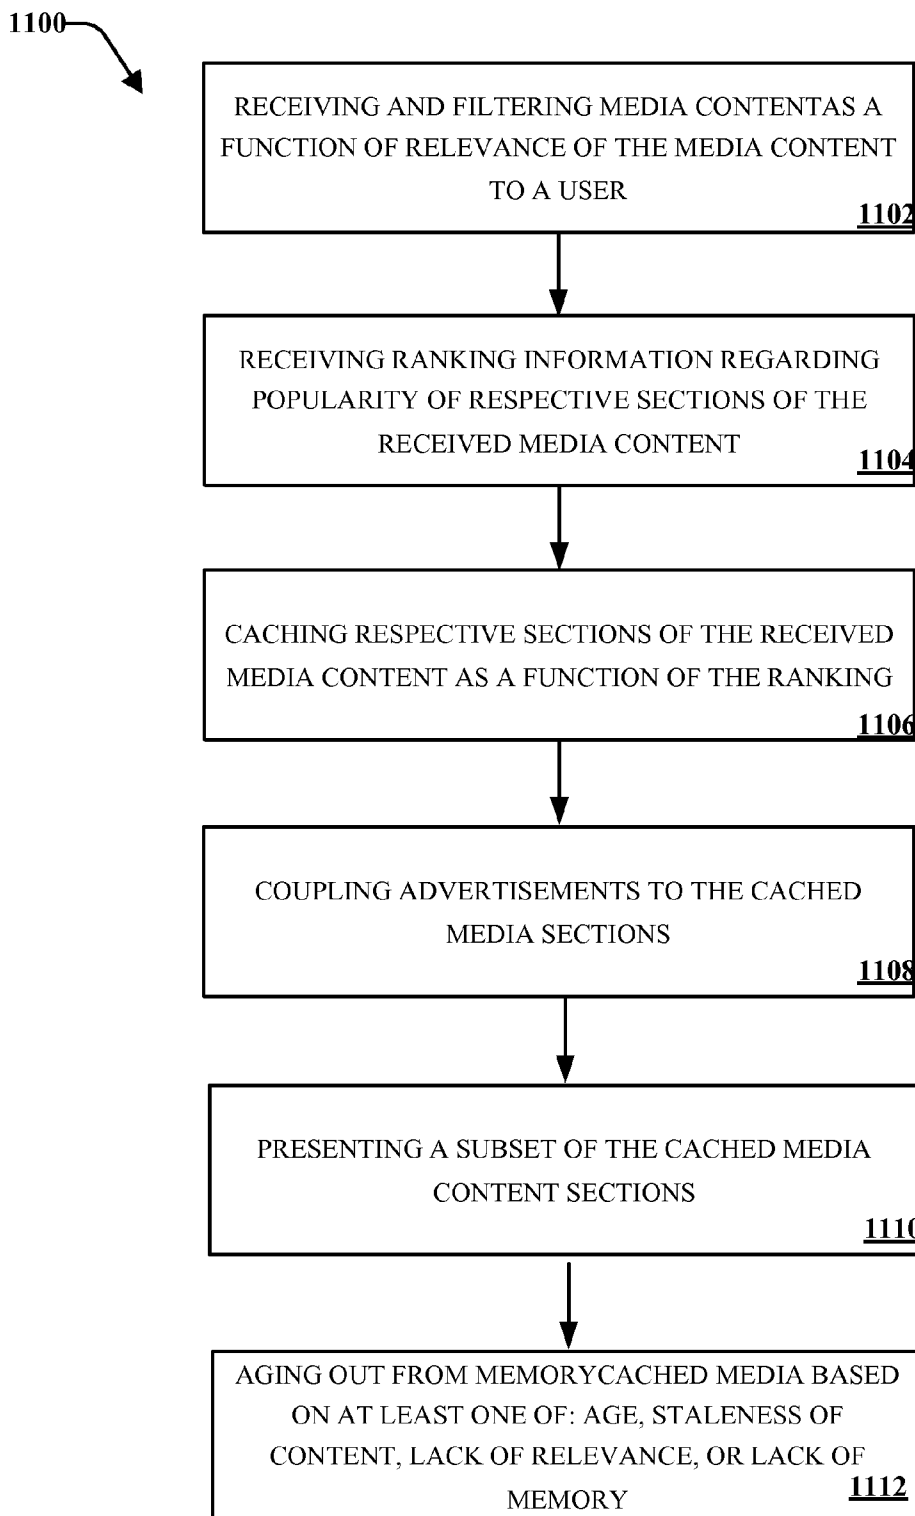 1100
RECEIVING AND FILTERING MEDIA CONTENTAS A
FUNCTION OF RELEVANCE OF THE MEDIA CONTENT
TO A USER
1102
RECEIVING RANKING INFORMATION REGARDING
POPULARITY OF RESPECTIVE SECTIONS OF THE
RECEIVED MEDIA CONTENT
1104
CACHING RESPECTIVE SECTIONS OF THE RECEIVED
MEDIA CONTENT AS A FUNCTION OF THE RANKING
1106
COUPLING ADVERTISEMENTS TO THE CACHED
MEDIA SECTIONS
1108
PRESENTING A SUBSET OF THE CACHED MEDIA
CONTENT SECTIONS
1110
AGING OUT FROM MEMORYCACHED MEDIA BASED
ON AT LEAST ONE OF: AGE, STALENESS OF
CONTENT, LACK OF RELEVANCE, OR LACK OF
MEMORY
1112